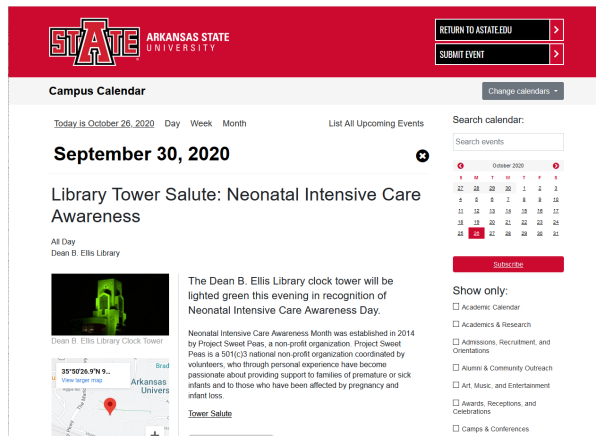 STATE
ARKANSAS STATE
UNIVERSITY
RETURN TO ASTATE.EDU
SUBMIT EVENT
Campus Calendar
Change calendars
Today is October 26, 2020 Day Week Month List All Upcoming Events
Search calendar:
Search events
September 30, 2020
October 2020
S M T W T F S
27 28 29 30 1 2 3
4 5 6 7 8 9 10
11 12 13 14 15 16 17
18 19 20 21 22 23 24
25 26 27 28 29 30 31
Subscribe
Library Tower Salute: Neonatal Intensive Care
Awareness
All Day
Dean B. Ellis Library
Dean B. Ellis Library Clock Tower
The Dean B. Ellis Library clock tower will be
lighted green this evening in recognition of
Neonatal Intensive Care Awareness Day.
Neonatal Intensive Care Awareness Month was established in 2014
by Project Sweet Peas, a non-profit organization. Project Sweet
Peas is a 501(c)3 national non-profit organization coordinated by
volunteers, who through personal experience have become
passionate about providing support to families of premature or sick
infants and to those who have been affected by pregnancy and
infant loss.
Tower Salute
35°50'26.9"N 9...
View larger map
Brad
Arkansas
Univers
+
Show only:
Academic Calendar
Academics & Research
Admissions, Recruitment, and
Orientations
Alumni & Community Outreach
Art, Music, and Entertainment
Awards, Receptions, and
Celebrations
Camps & Conferences